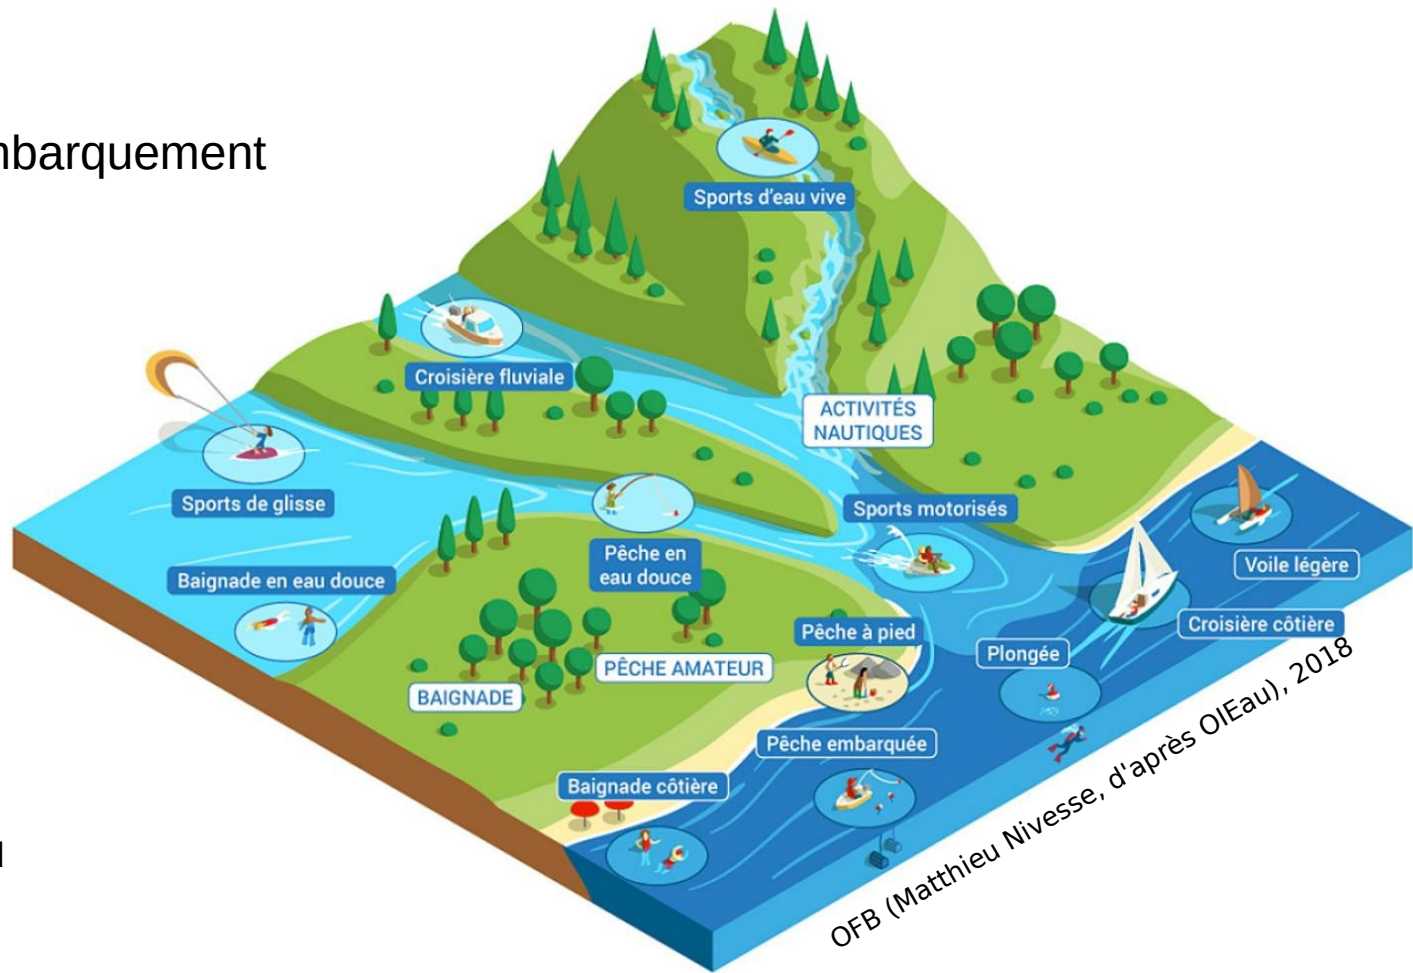 mbarquement
Sports d'eau vive
Croisière fluviale
ACTIVITÉS
NAUTIQUES
Sports de glisse
Sports motorisés
Pêche en
eau douce
Voile légère
Baignade en eau douce
Croisière côtière
Pêche à pied
Plongée
PÊCHE AMATEUR
BAIGNADE
Pêche embarquée
Baignade côtière
OFB (Matthieu Nivesse, d'après OIEau), 2018